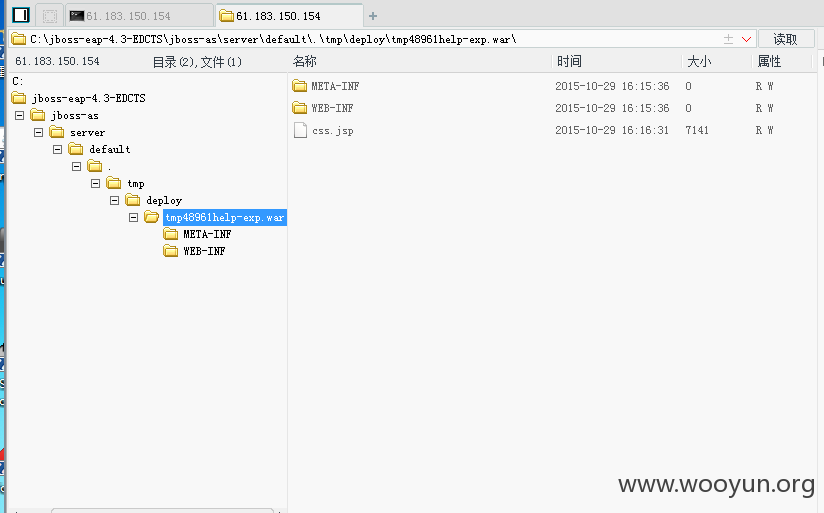 61.183.150.154
61.183.150.154
C:\jboss-eap-4.3-EDCTS\jboss-as\server\default\.\tmp\deploy\tmp48961help-exp.war\
读取
61.183.150.154
目录(2),文件(1)
名称
时间
大小
属性
C:
jboss-eap-4.3-EDCTS
jboss-as
server
default
.
tmp
deploy
tmp48961help-exp.war
META-INF
WEB-INF
META-INF 2015-10-29 16:15:36 0 R W
WEB-INF 2015-10-29 16:15:36 0 R W
css.jsp 2015-10-29 16:16:31 7141 R W
www.wooyun.org